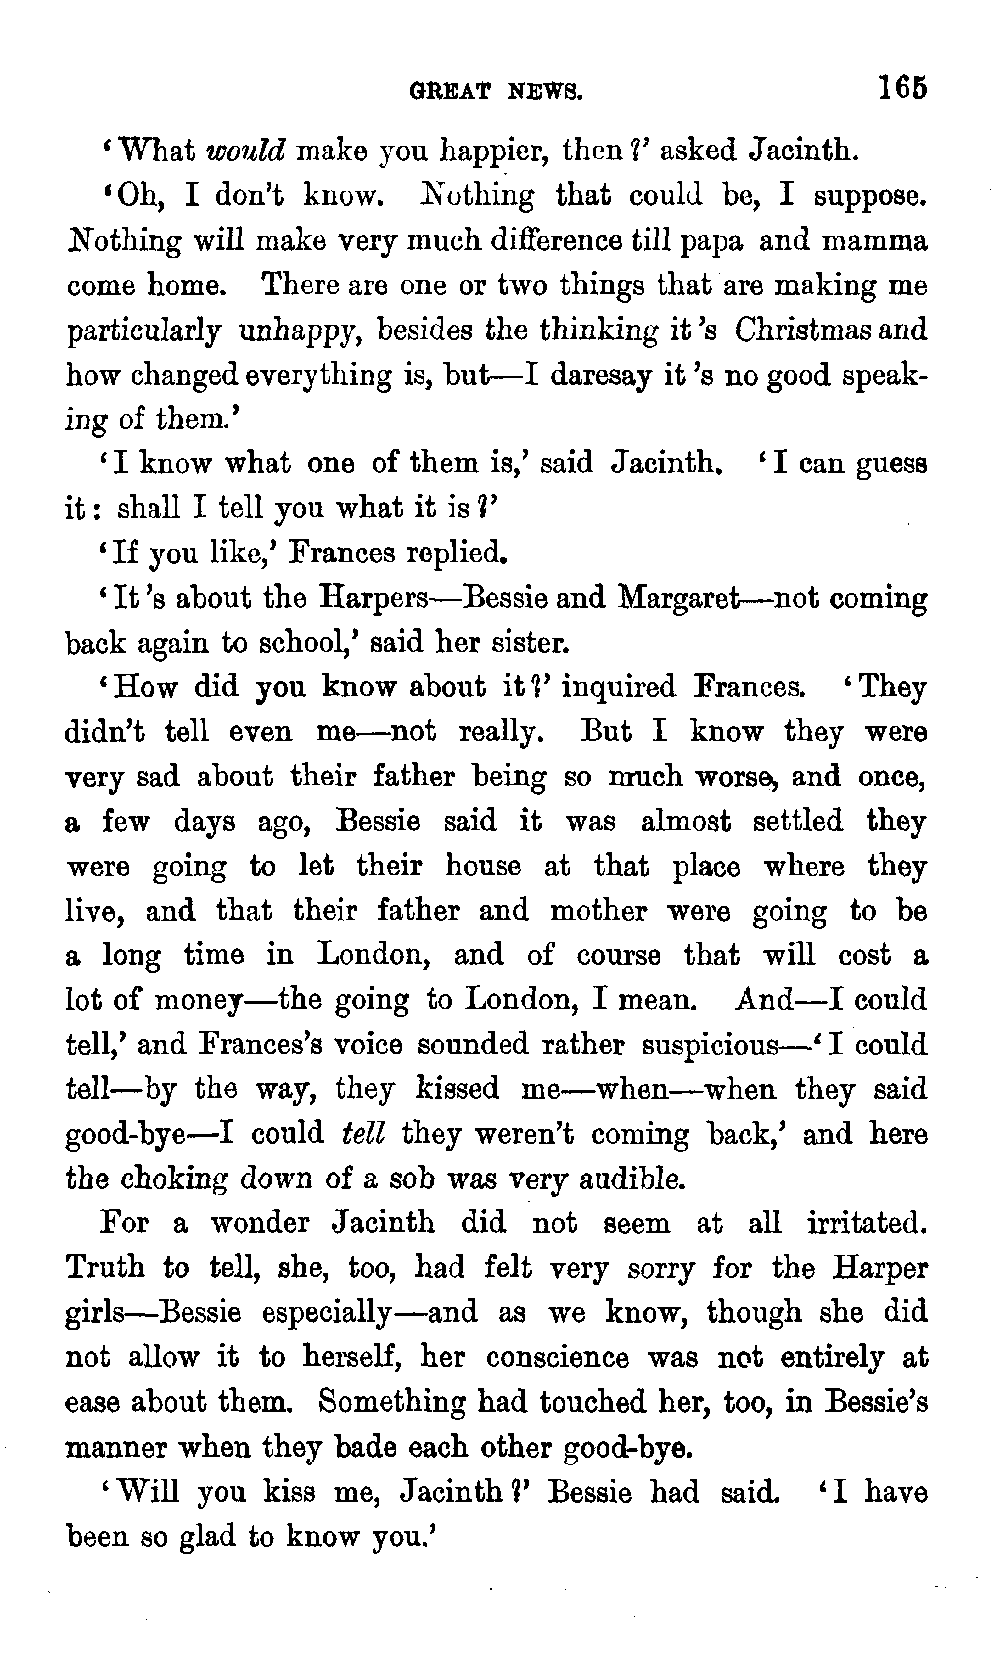 GREAT NEWS. 165
‘What would make you happier, then?’ asked Jacinth.
‘Oh, I don't know. Nothing that could be, I suppose.
Nothing will make very much difference till papa and mamma
come home. There are one or two things that are making me
particularly unhappy, besides the thinking it's Christmas and
how changed everything is, but—I daresay it's no good speak-
ing of them.’
‘I know what one of them is,’ said Jacinth. ‘I can guess
it: shall I tell you what it is?’
‘If you like,’ Frances replied.
‘It's about the Harpers—Bessie and Margaret—not coming
back again to school,’ said her sister.
‘How did you know about it?’ inquired Frances. ‘They
didn't tell even me—not really. But I know they were
very sad about their father being so much worse, and once,
a few days ago, Bessie said it was almost settled they
were going to let their house at that place where they
live, and that their father and mother were going to be
a long time in London, and of course that will cost a
lot of money—the going to London, I mean. And—I could
tell,’ and Frances's voice sounded rather suspicious—‘I could
tell—by the way, they kissed me—when—when they said
good-bye—I could tell they weren't coming back,’ and here
the choking down of a sob was very audible.
For a wonder Jacinth did not seem at all irritated.
Truth to tell, she, too, had felt very sorry for the Harper
girls—Bessie especially—and as we know, though she did
not allow it to herself, her conscience was not entirely at
ease about them. Something had touched her, too, in Bessie's
manner when they bade each other good-bye.
‘Will you kiss me, Jacinth?’ Bessie had said. ‘I have
been so glad to know you.’